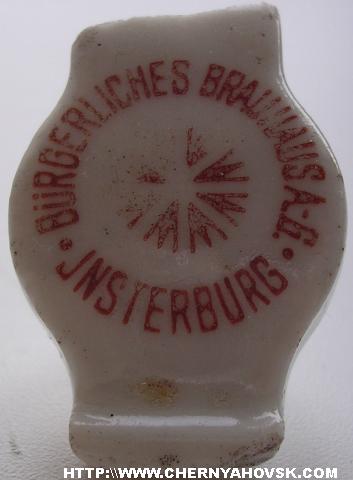 BÜRGERLICHES BRAUHAUS A-G.
JNSTERBURG
HTTP:\\WWW.CHERNYAHOVSK.COM/